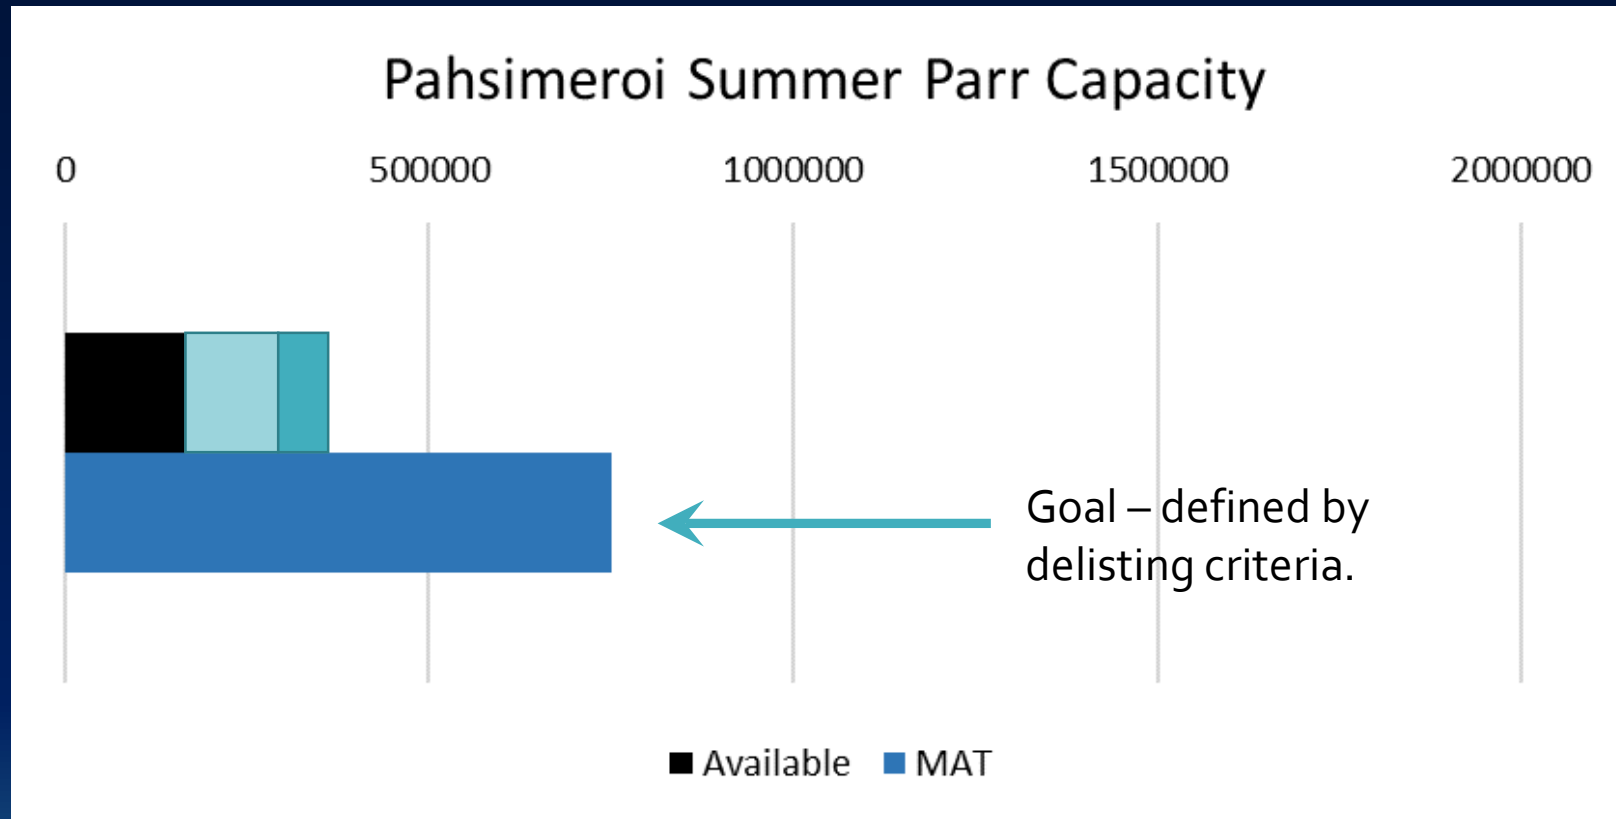 Pahsimeroi Summer Parr Capacity
0 500000 1000000 1500000 2000000
Goal – defined by
delisting criteria.
Available MAT